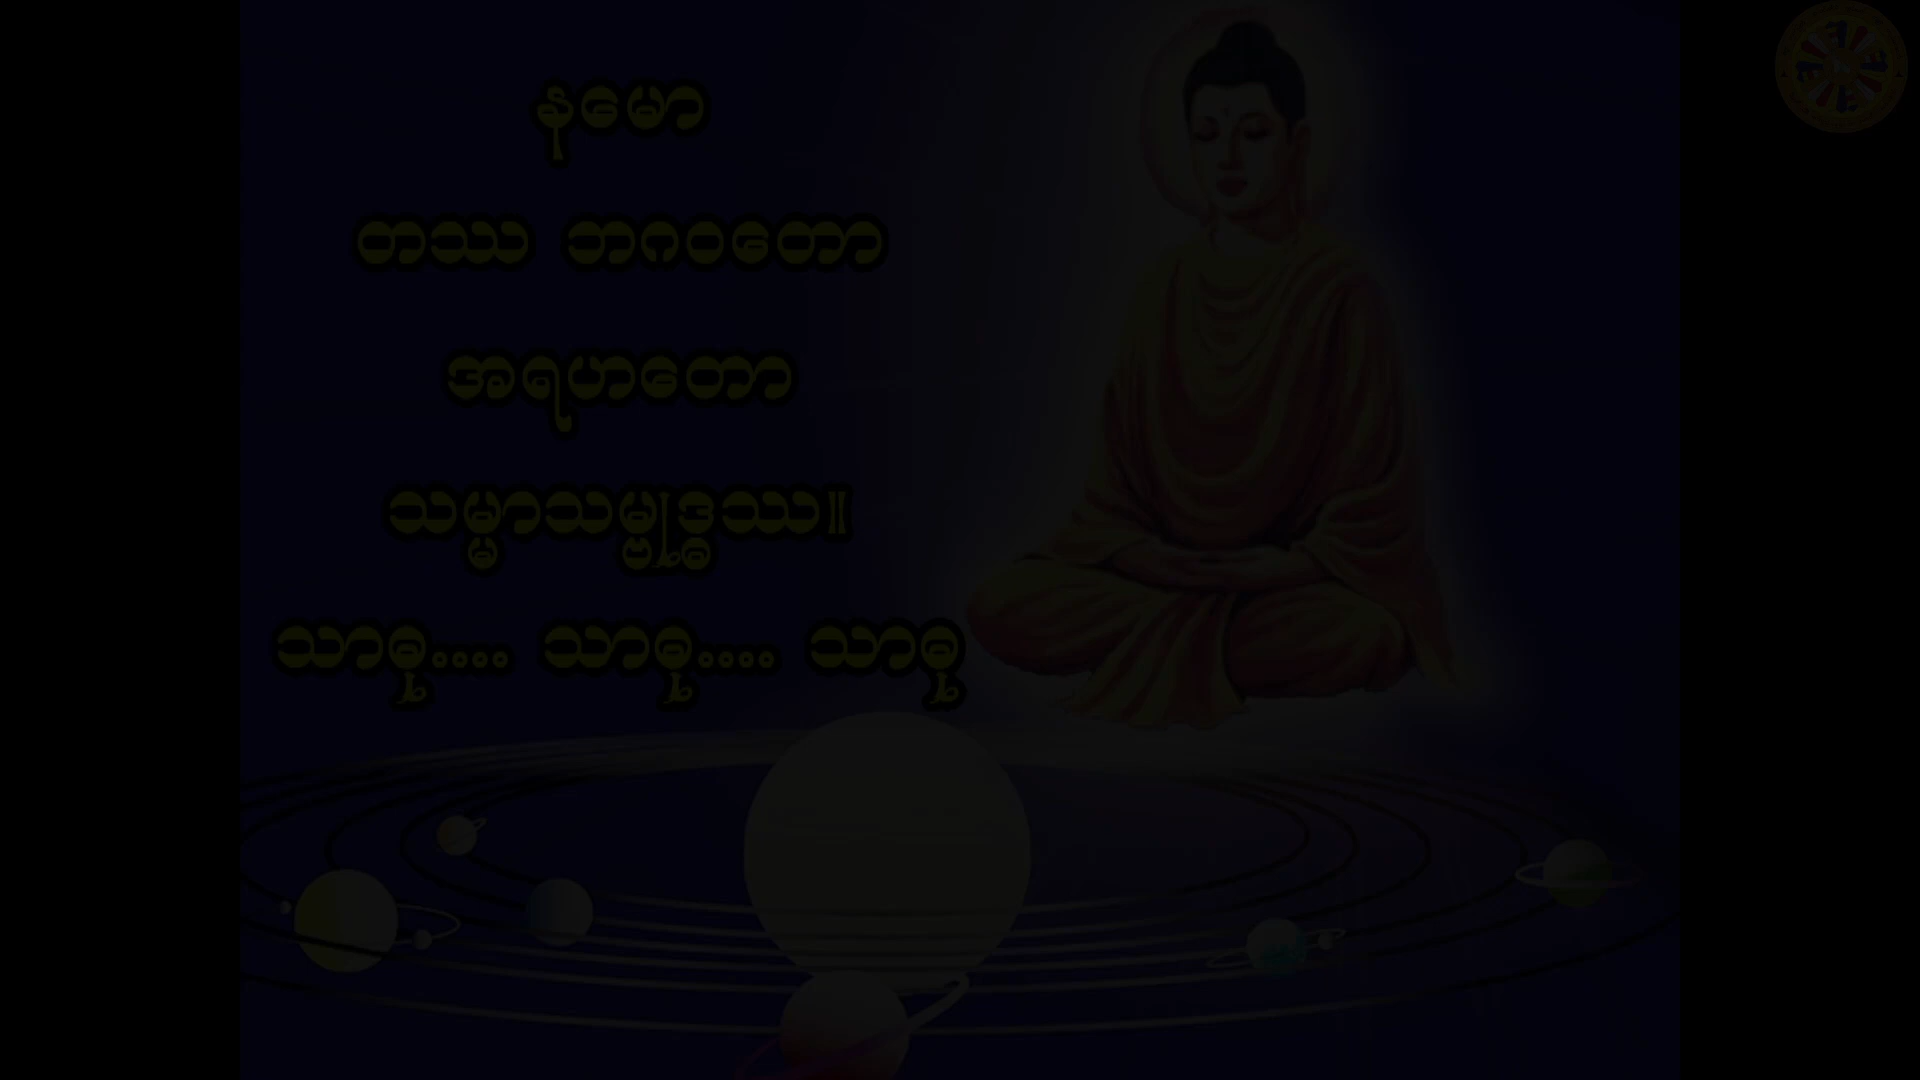 နမော
တဿ ဘဂဝတော
အရဟတော
သမ္မာသမ္ဗုဒ္ဓဿ။
သာဓု.... သာဓု.... သာဓု